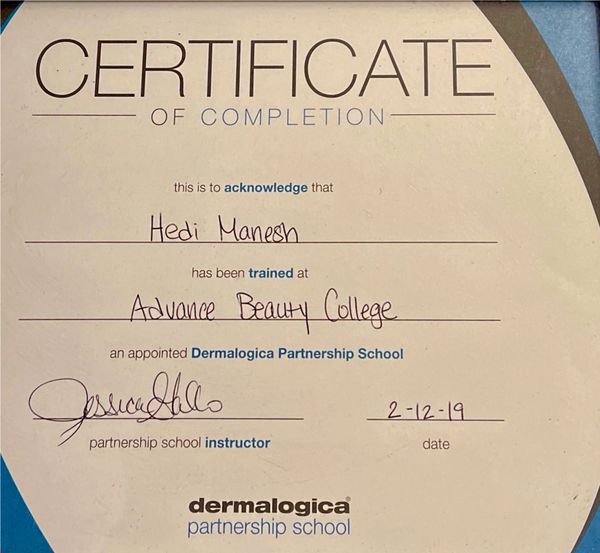 CERTIFICATE
OF COMPLETION
this is to acknowledge that
Hedi Manesh
has been trained at
Advance Beauty College
an appointed Dermalogica Partnership School
2-12-19
partnership school instructor
date
dermalogica®
partnership school